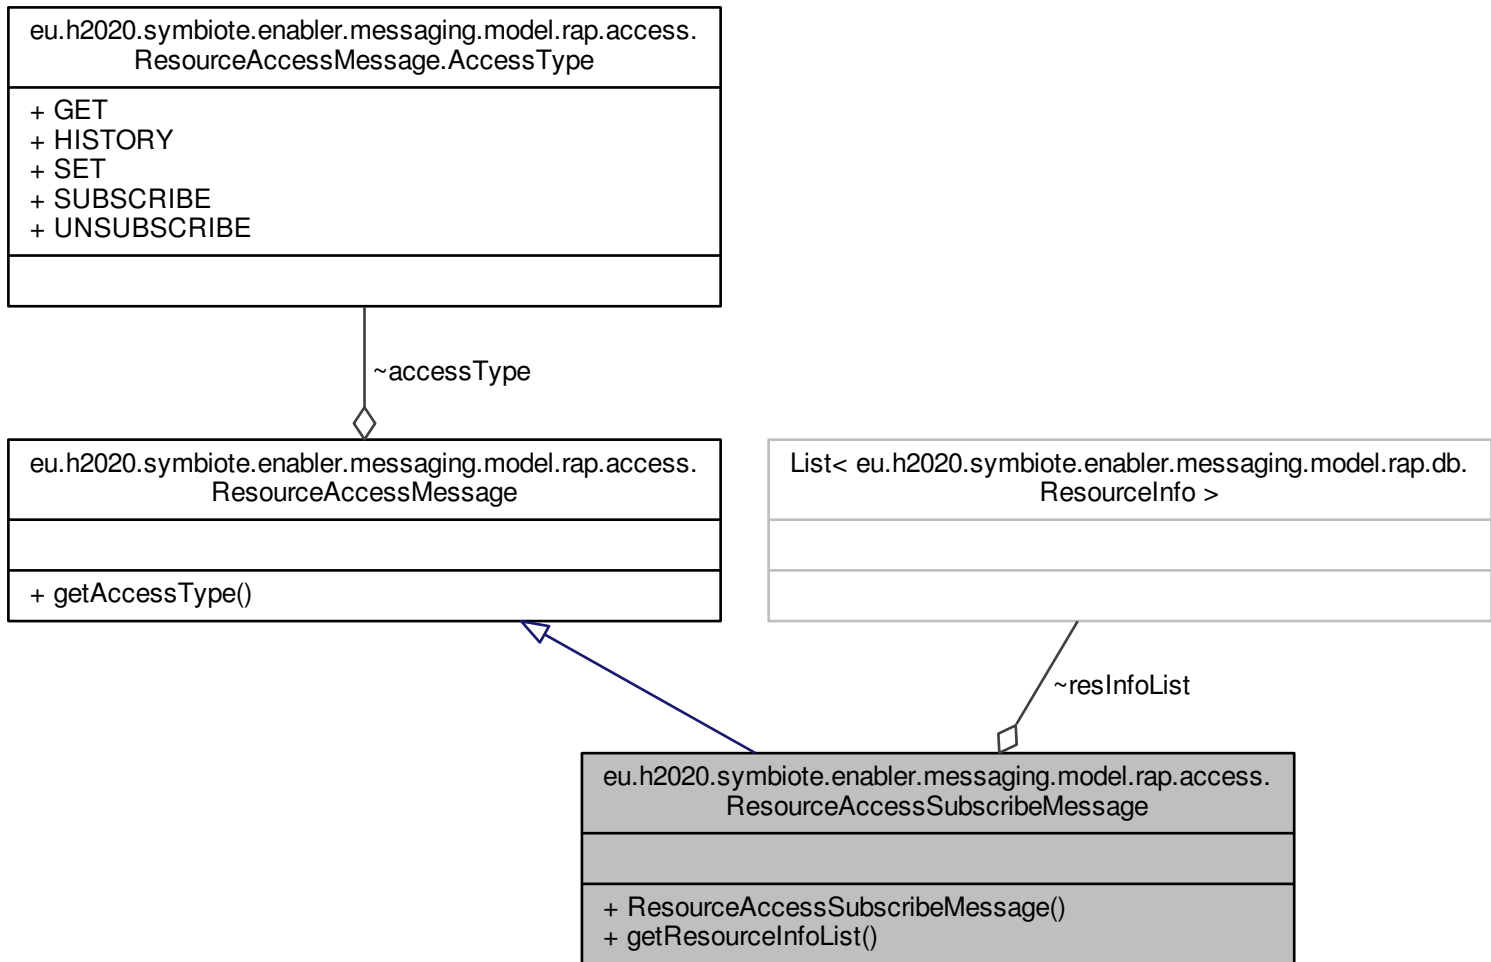 eu.h2020.symbiote.enabler.messaging.model.rap.access.
ResourceAccessMessage.AccessType
+ GET
+ HISTORY
+ SET
+ SUBSCRIBE
+ UNSUBSCRIBE
~accessType
eu.h2020.symbiote.enabler.messaging.model.rap.access.
ResourceAccessMessage
+ getAccessType()
List< eu.h2020.symbiote.enabler.messaging.model.rap.db.
ResourceInfo >
~resInfoList
eu.h2020.symbiote.enabler.messaging.model.rap.access.
ResourceAccessSubscribeMessage
+ ResourceAccessSubscribeMessage()
+ getResourceInfoList()